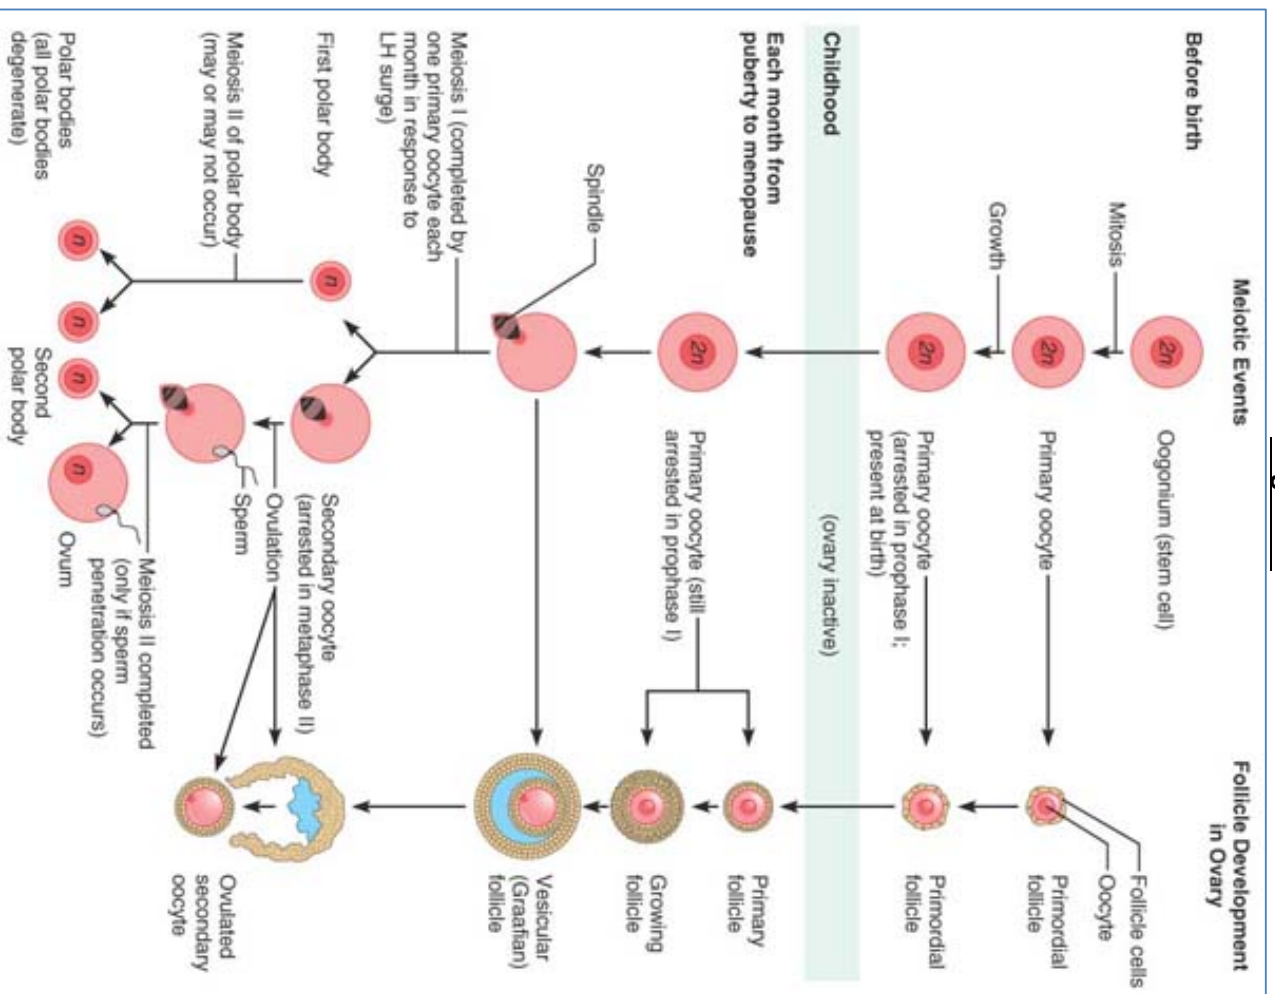 Meiotic Events
Follicle Development
in Ovary
Before birth
Follicle cells
Oocyte
Mitosis
2n
Oogonium (stem cell)
Growth
2n
Primary oocyte
Primordial
follicle
2n
Primary oocyte
(arrested in prophase I;
present at birth)
Primordial
follicle
Childhood
(ovary inactive)
Each month from
puberty to menopause
2n
Primary oocyte (still
arrested in prophase I)
Primary
follicle
Growing
follicle
Spindle
Vesicular
(Graafian)
follicle
Meiosis I (completed by
one primary oocyte each
month in response to
LH surge)
First polar body
n
Secondary oocyte
(arrested in metaphase II)
Ovulation
Meiosis II of polar body
(may or may not occur)
Sperm
Ovulated
secondary
oocyte
Meiosis II completed
(only if sperm
penetration occurs)
Polar bodies
(all polar bodies
degenerate)
n
n
n
n
Second
polar body
Ovum